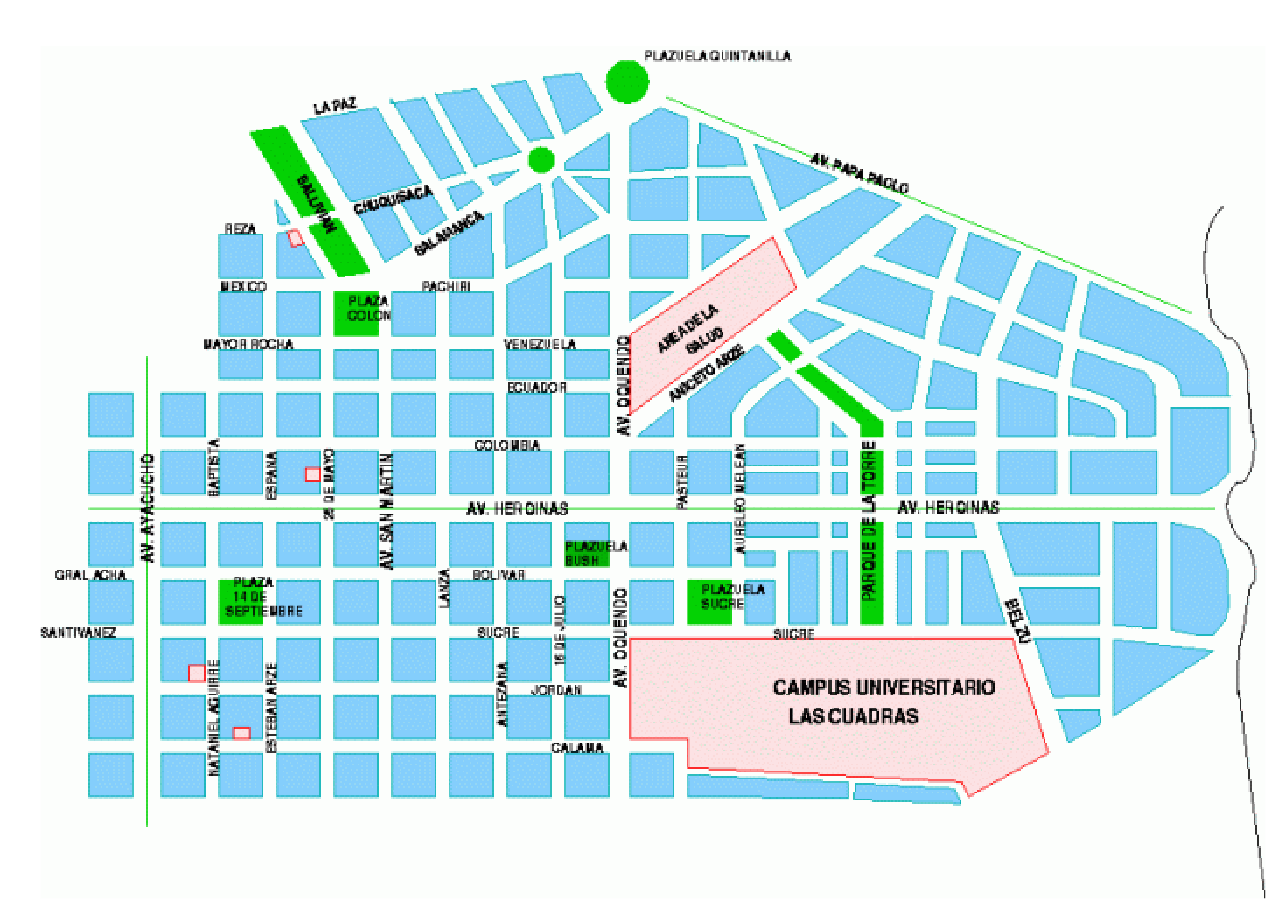 PLAZUELA QUINTANILLA
LA PAZ
AV. PAPA PAOLO
BALLIVIAN
CHUQUISACA
SALAMANCA
REZA
MEXICO
PACHIRI
PLAZA
COLON
AREA DE LA
SALUD
MAYOR ROCHA
VENEZUELA
AV. OQUENDO
ANICETO ARZE
ECUADOR
COLOMBIA
AV. AYACUCHO
BAPTISTA
ESPANA
25 DE MAYO
AV. SAN MARTIN
PASTEUR
AURELEO MELEAN
PARQUE DE LA TORRE
AV. HEROINAS
AV. HEROINAS
PLAZUELA
BUSH
GRAL ACHA
BOLIVAR
LANZA
PLAZA
14 DE
SEPTIEMBRE
PLAZUELA
SUCRE
16 DE JULIO
AV. OQUENDO
BELZU
SANTIVANEZ
SUCRE
SUCRE
NATANIEL AGUIRRE
ESTEBAN ARZE
ANTEZANA
JORDAN
CAMPUS UNIVERSITARIO
LAS CUADRAS
CALAMA